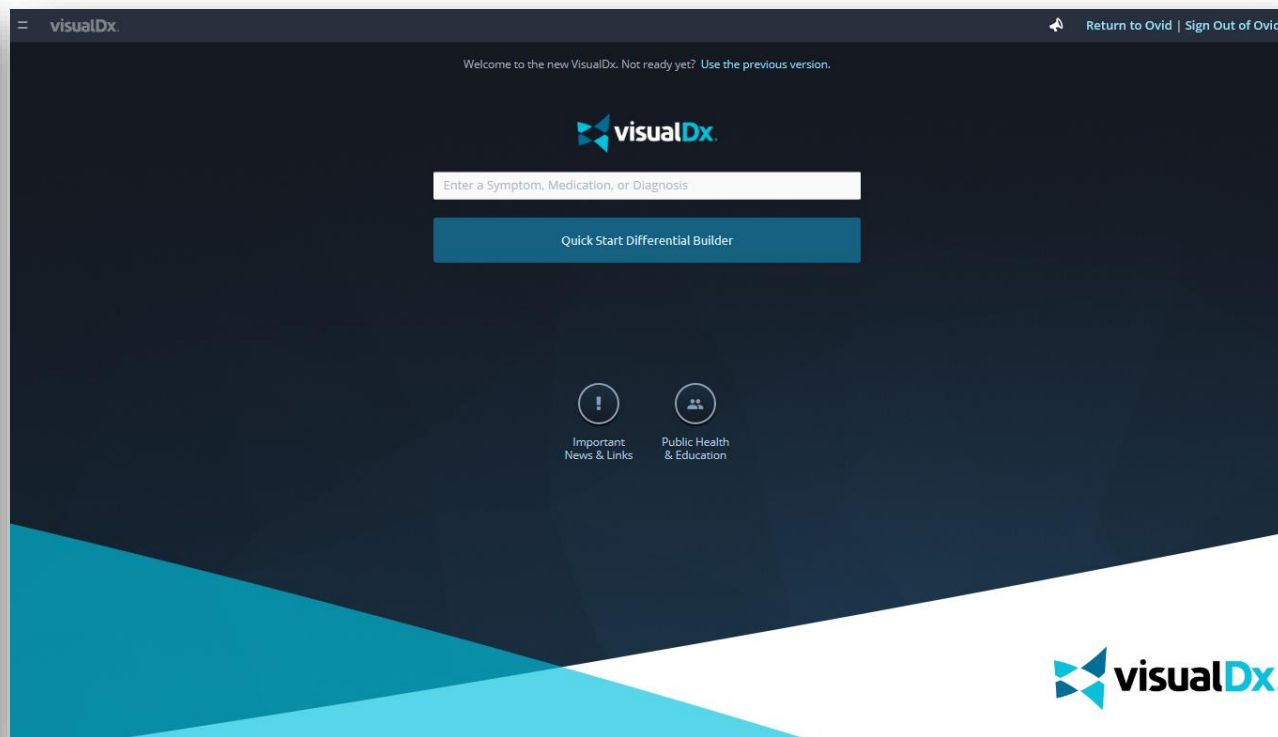 visualDx.
Return to Ovid | Sign Out of Ovid
Welcome to the new VisualDx. Not ready yet? Use the previous version.
visualDx.
Enter a Symptom, Medication, or Diagnosis
Quick Start Differential Builder
Important
News & Links
Public Health
& Education
visualDx